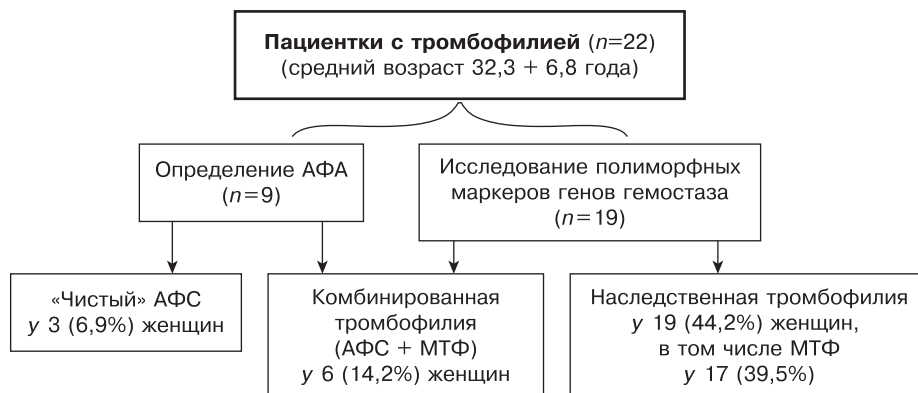 Пациентки с тромбофилией (n=22)
(средний возраст 32,3 + 6,8 года)
Определение АФА
(n=9)
Исследование полиморфных
маркеров генов гемостаза
(n=19)
«Чистый» АФС
у 3 (6,9%) женщин
Комбинированная
тромбофилия
(АФС + МТФ)
у 6 (14,2%) женщин
Наследственная тромбофилия
у 19 (44,2%) женщин,
в том числе МТФ
у 17 (39,5%)